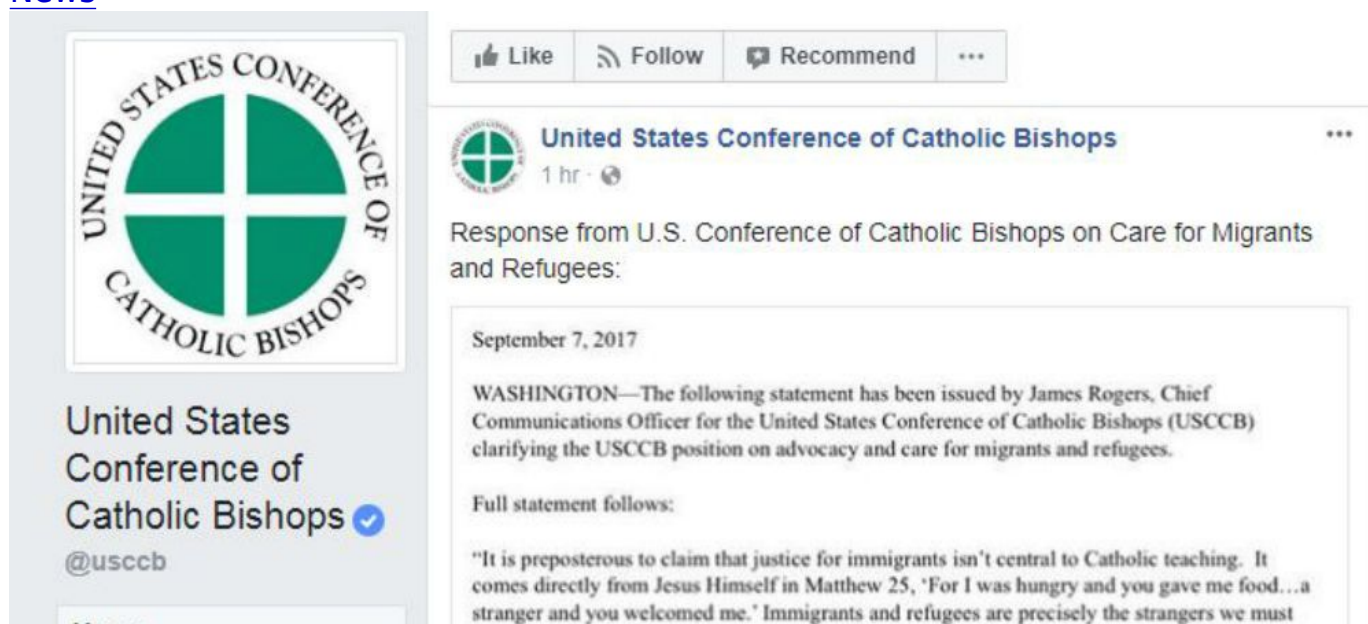 UNITED STATES CONFERENCE OF
CATHOLIC BISHOPS
United States
Conference of
Catholic Bishops
@usccb
Like Follow Recommend ...
United States Conference of Catholic Bishops
1 hr ·
Response from U.S. Conference of Catholic Bishops on Care for Migrants
and Refugees:
September 7, 2017
WASHINGTON—The following statement has been issued by James Rogers, Chief
Communications Officer for the United States Conference of Catholic Bishops (USCCB)
clarifying the USCCB position on advocacy and care for migrants and refugees.
Full statement follows:
“It is preposterous to claim that justice for immigrants isn’t central to Catholic teaching. It
comes directly from Jesus Himself in Matthew 25, ‘For I was hungry and you gave me food…a
stranger and you welcomed me.’ Immigrants and refugees are precisely the strangers we must